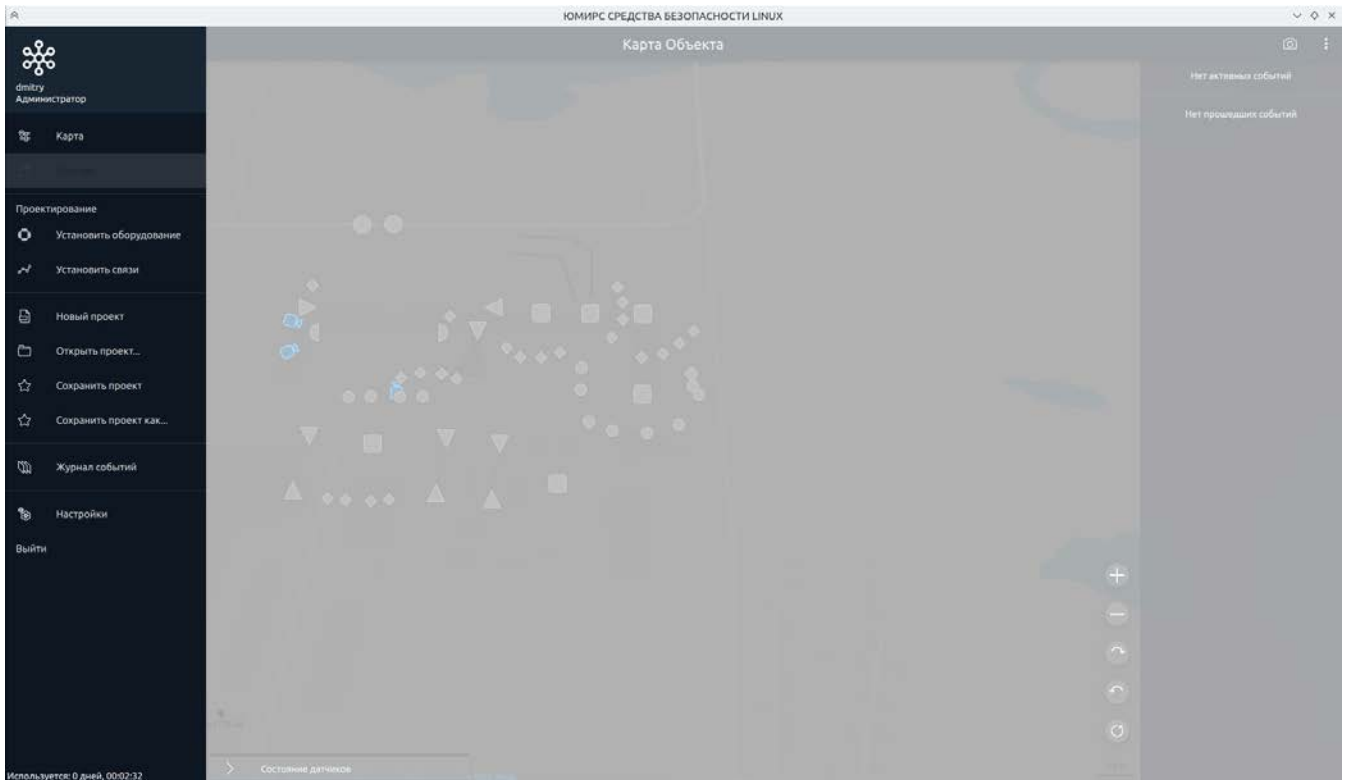 ЮМИРС СРЕДСТВА БЕЗОПАСНОСТИ LINUX
Карта Объекта
dmitry
Администратор
Нет активных событий
Нет прошедших событий
Карта
Проектирование
Установить оборудование
Установить связи
Новый проект
Открыть проект...
Сохранить проект
Сохранить проект как...
Журнал событий
Настройки
Выйти
Состояние датчиков
Используется: 0 дней, 00:02:32